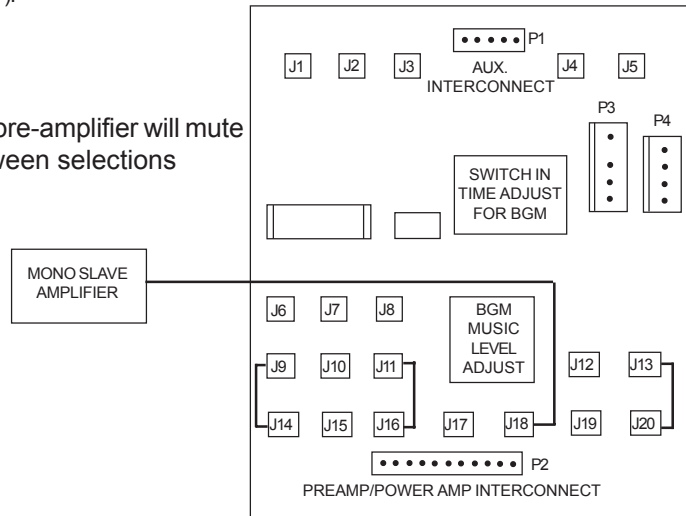 ).
P1
J1 J2 J3 AUX. J4 J5
INTERCONNECT
P3
P4
pre-amplifier will mute
ween selections
SWITCH IN
TIME ADJUST
FOR BGM
MONO SLAVE
AMPLIFIER
J6 J7 J8
BGM
MUSIC
LEVEL
ADJUST
J9 J10 J11 J12 J13
J14 J15 J16 J17 J18 J19 J20
P2
PREAMP/POWER AMP INTERCONNECT